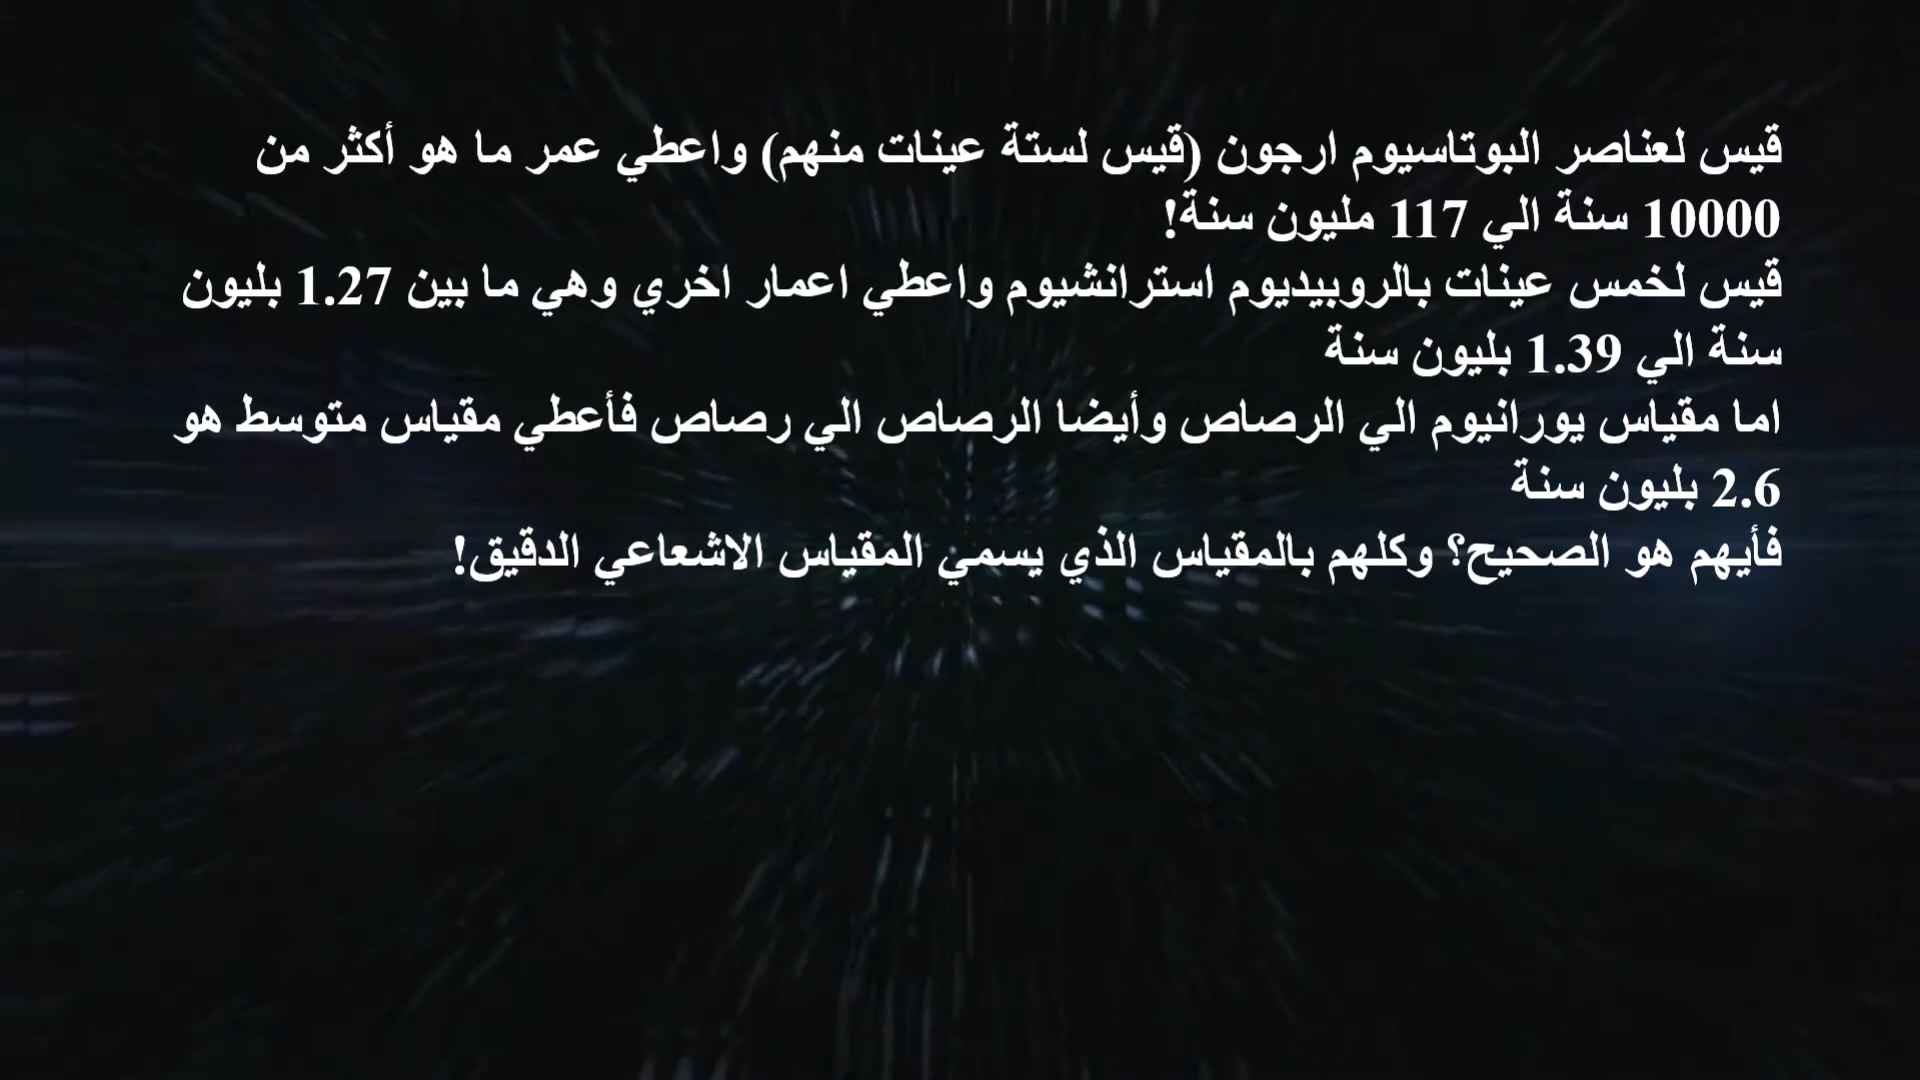 قيس لعناصر البوتاسيوم ارجون (قيس لستة عينات منهم) واعطي عمر ما هو أكثر من
10000 سنة الي 117 مليون سنة!
قيس لخمس عينات بالروبيديوم استرانشيوم واعطي اعمار اخري وهي ما بين 1.27 بليون
سنة الي 1.39 بليون سنة
اما مقياس يورانيوم الي الرصاص وأيضا الرصاص الي رصاص فأعطي مقياس متوسط هو
2.6 بليون سنة
فأيهم هو الصحيح؟ وكلهم بالمقياس الذي يسمي المقياس الاشعاعي الدقيق!